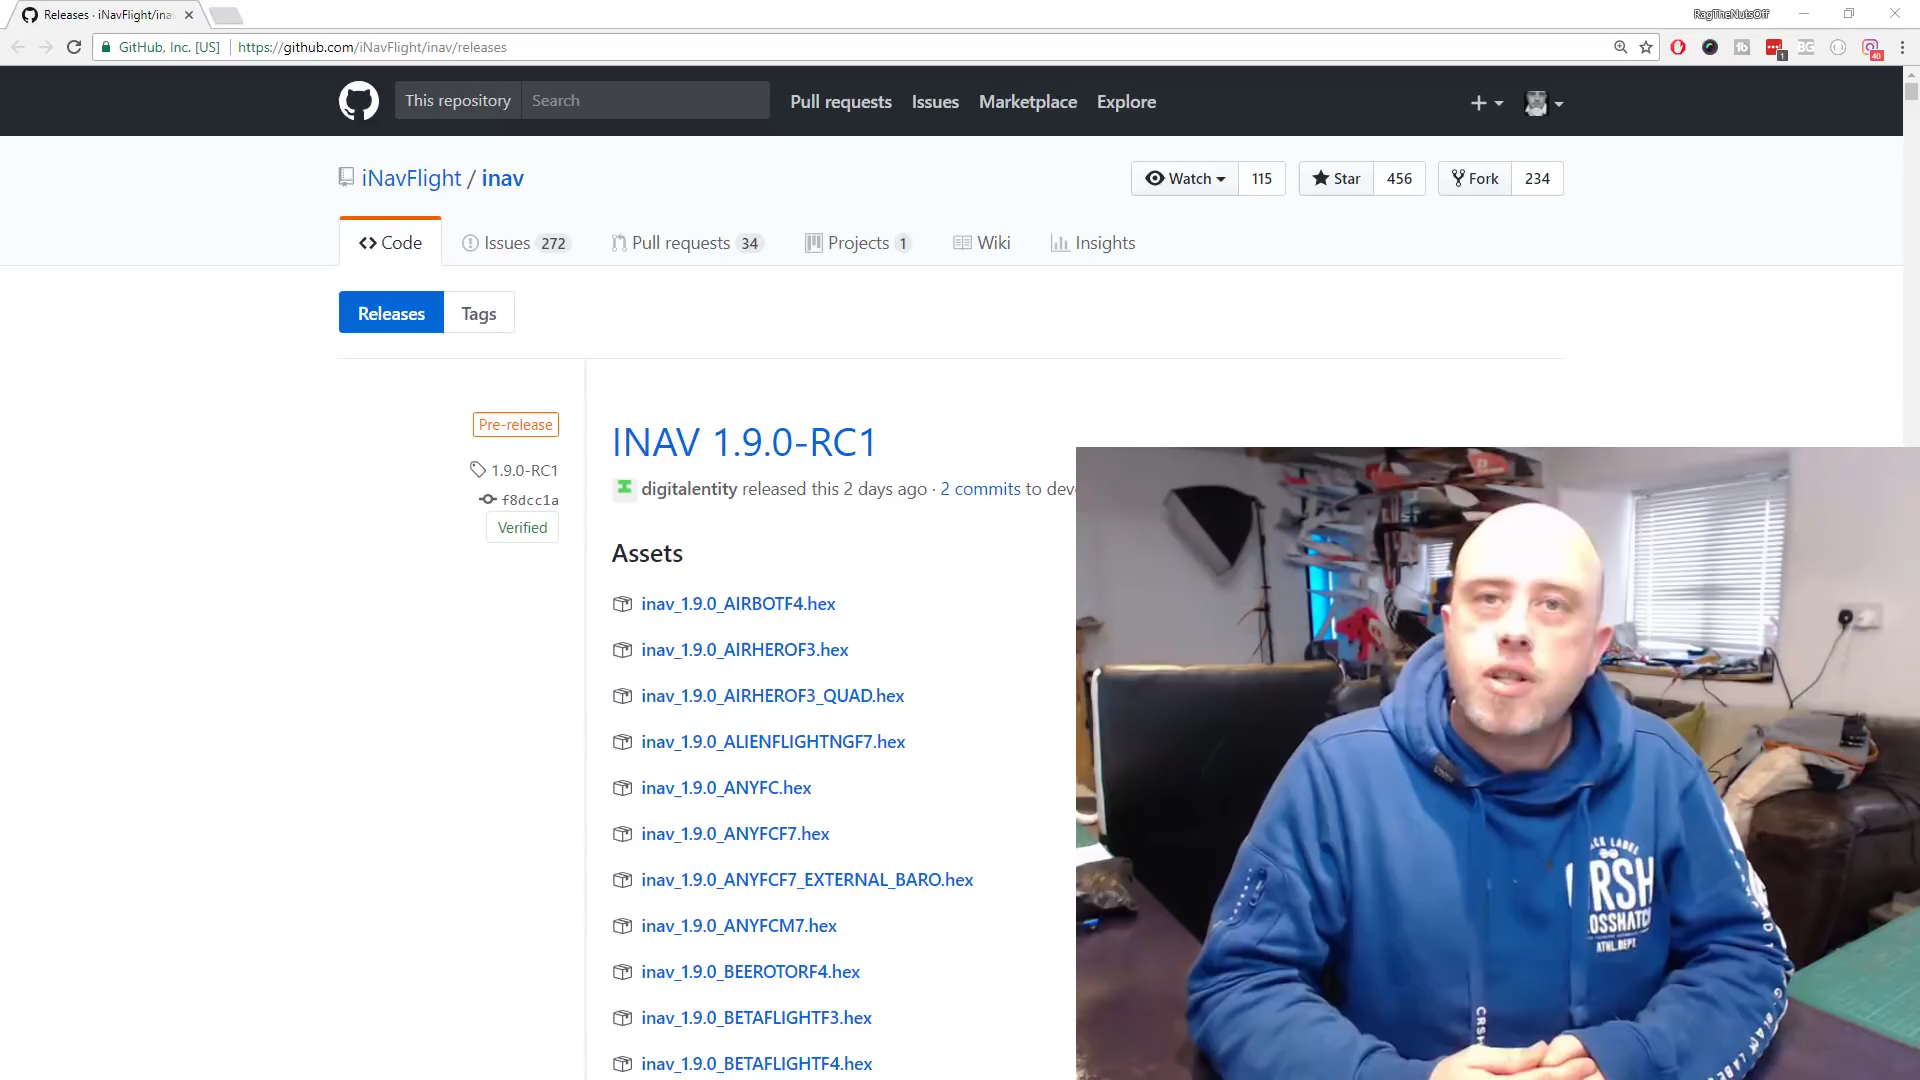 Releases · iNavFlight/ina
RagTheNutsOff
GitHub, Inc. [US]
https://github.com/iNavFlight/inav/releases
1
40
This repository
Search
Pull requests
Issues
Marketplace
Explore
iNavFlight / inav
Watch
115
Star
456
Fork
234
Code
Issues 272
Pull requests 34
Projects 1
Wiki
Insights
Releases
Tags
Pre-release
1.9.0-RC1
f8dcc1a
Verified
INAV 1.9.0-RC1
digitalentity released this 2 days ago · 2 commits to dev
Assets
inav_1.9.0_AIRBOTF4.hex
inav_1.9.0_AIRHEROF3.hex
inav_1.9.0_AIRHEROF3_QUAD.hex
inav_1.9.0_ALIENFLIGHTNGF7.hex
inav_1.9.0_ANYFC.hex
inav_1.9.0_ANYFCF7.hex
inav_1.9.0_ANYFCF7_EXTERNAL_BARO.hex
inav_1.9.0_ANYFCM7.hex
inav_1.9.0_BEEROTORF4.hex
inav_1.9.0_BETAFLIGHTF3.hex
inav_1.9.0_BETAFLIGHTF4.hex
CRSH
ATHL.DEPT